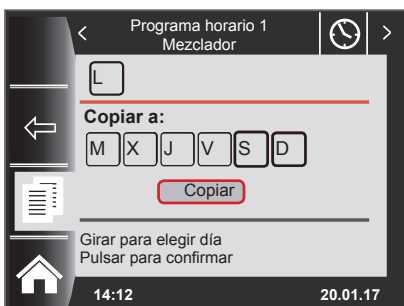 Programa horario 1
Mezclador
L
Copiar a:
M X J V S D
Copiar
Girar para elegir día
Pulsar para confirmar
14:12 20.01.17